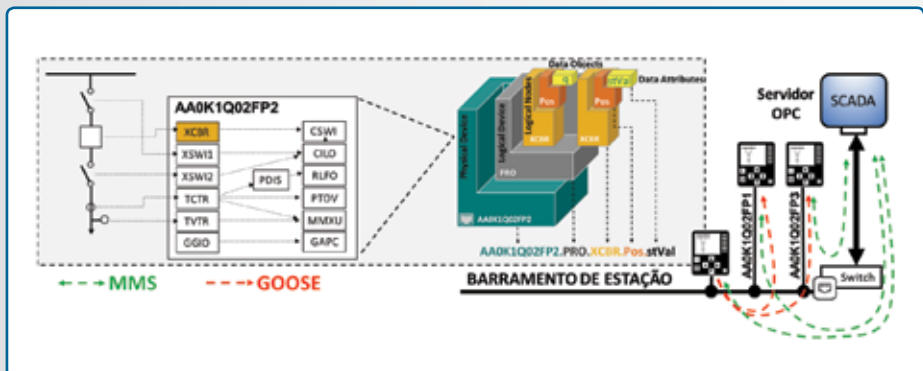 AA0K1Q02FP2
XCBR
XSWI1
XSWI2
TCTR
TVTR
GGIO
PDIS
CSWI
CILO
RLFO
PTOV
MMXU
GAPC
MMS
GOOSE
Data Objects
Data Attributes
q
stVal
Pos
Pos
XCBR
XCBR
Logical Nodes
Logical Device
PRO
Physical Device
AA0K1Q02FP2
AA0K1Q02FP2.PRO.XCBR.Pos.stVal
BARRAMENTO DE ESTAÇÃO
Servidor
OPC
SCADA
AA0K1Q02FP1
AA0K1Q02FP3
Switch